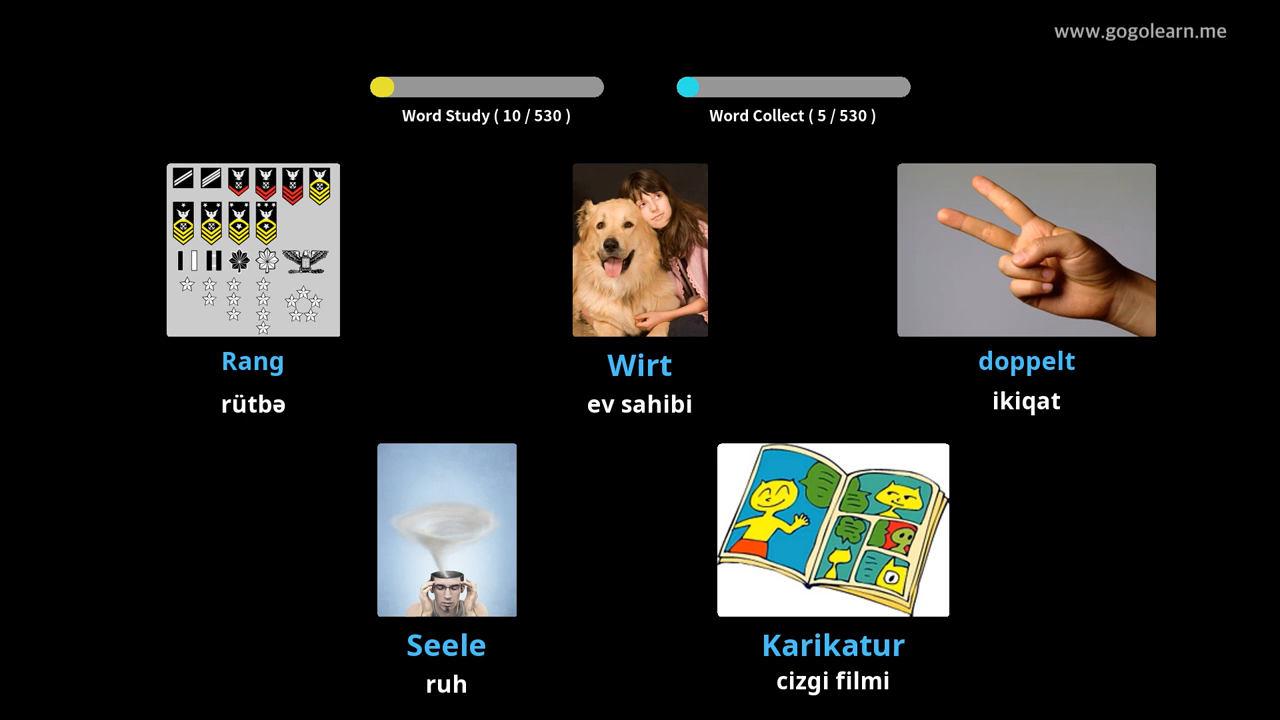 www.gogolearn.me
Word Study ( 10 / 530 )
Word Collect ( 5 / 530 )
Rang
rütbə
Wirt
ev sahibi
doppelt
ikiqat
Seele
ruh
Karikatur
cizgi filmi